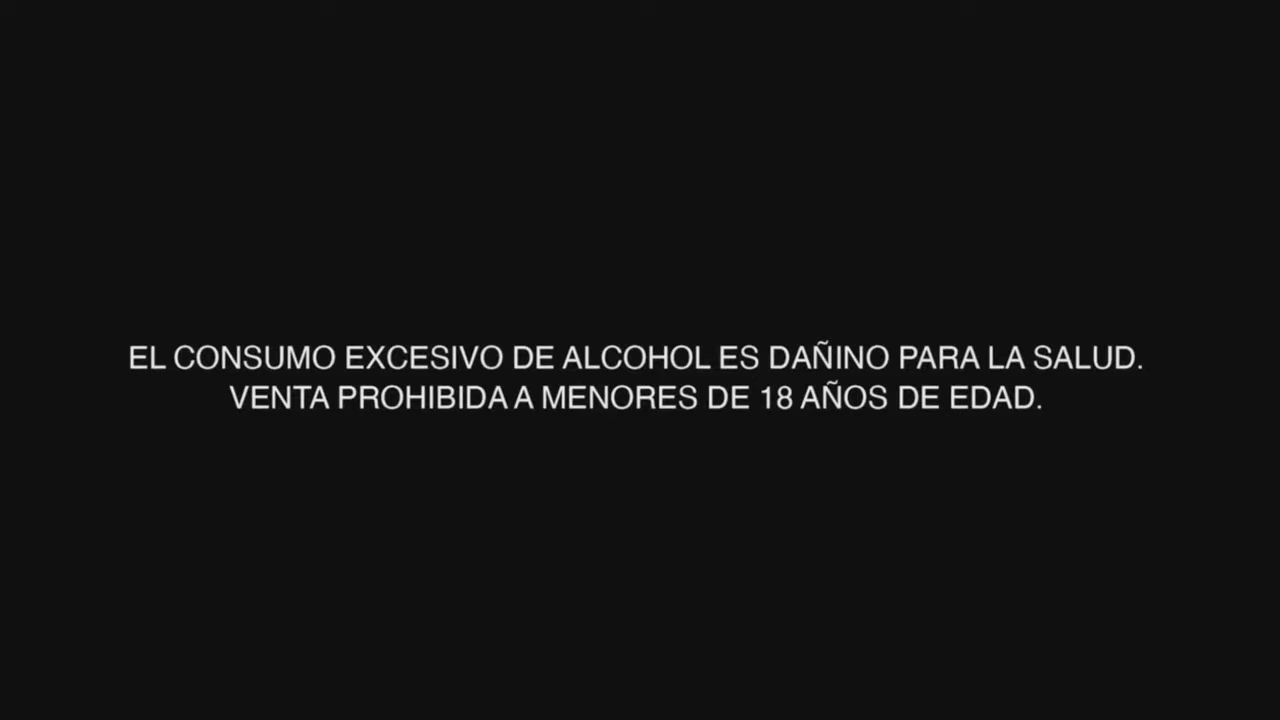 EL CONSUMO EXCESIVO DE ALCOHOL ES DAÑINO PARA LA SALUD.
VENTA PROHIBIDA A MENORES DE 18 AÑOS DE EDAD.